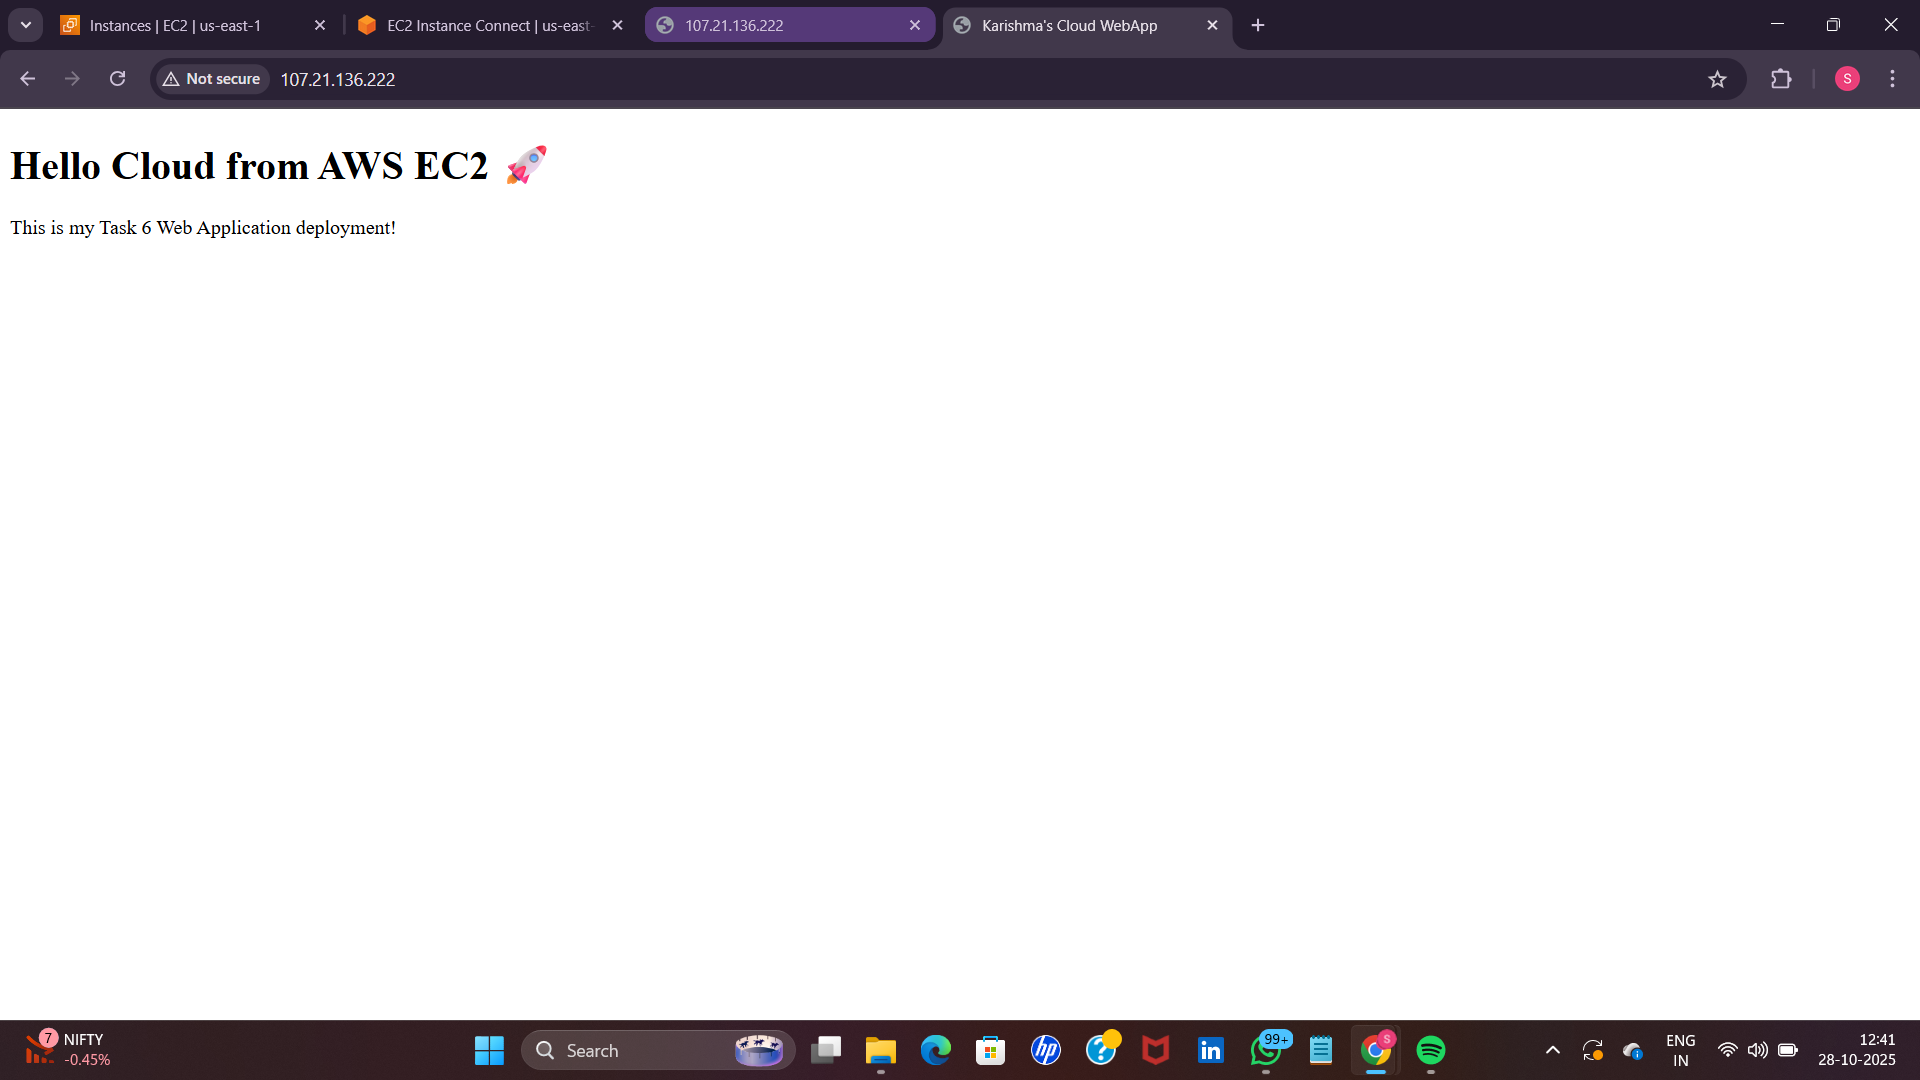 Instances | EC2 | us-east-1
EC2 Instance Connect | us-east-
107.21.136.222
Karishma's Cloud WebApp
Not secure
107.21.136.222
S
Hello Cloud from AWS EC2 🚀
This is my Task 6 Web Application deployment!
7
NIFTY
-0.45%
Search
hp
?
in
99+
S
ENG
IN
12:41
28-10-2025